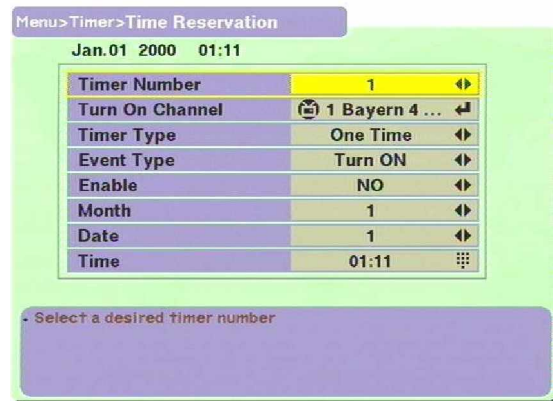 Menu>Timer>Time Reservation
Jan.01 2000 01:11
Timer Number 1
Turn On Channel 1 Bayern 4 ...
Timer Type One Time
Event Type Turn ON
Enable NO
Month 1
Date 1
Time 01:11
- Select a desired timer number